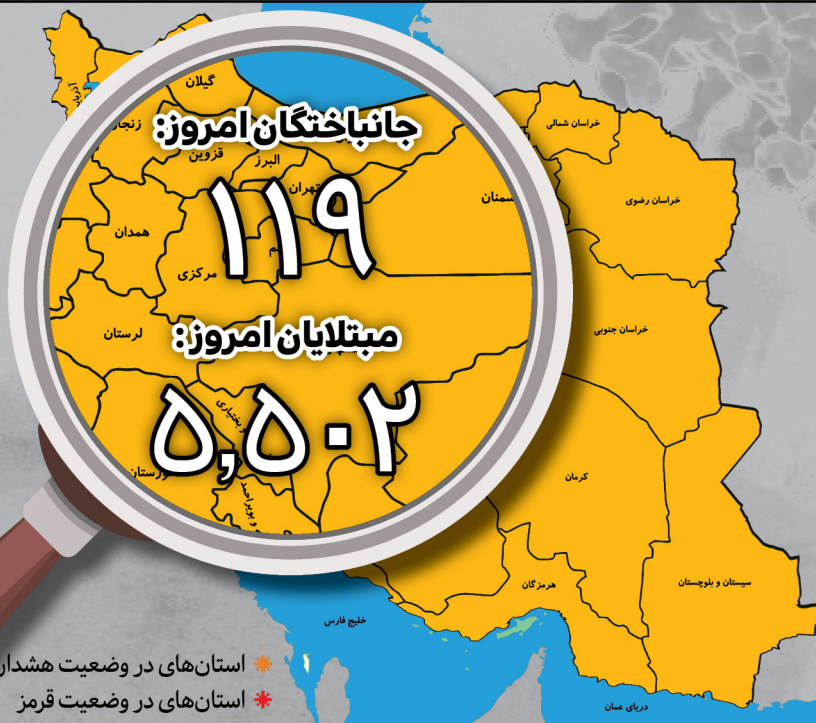 گیلان
جانباختگان امروز:
قزوین
البرز
تهران
۱۱۹
همدان
مرکزی
سمنان
لرستان
مبتلایان امروز:
۵,۵۰۲
و بختیاری
و بویراحمد
خراسان شمالی
خراسان رضوی
خراسان جنوبی
کرمان
سیستان و بلوچستان
هرمزگان
خلیج فارس
دریای عمان
استان‌های در وضعیت هشدار
استان‌های در وضعیت قرمز